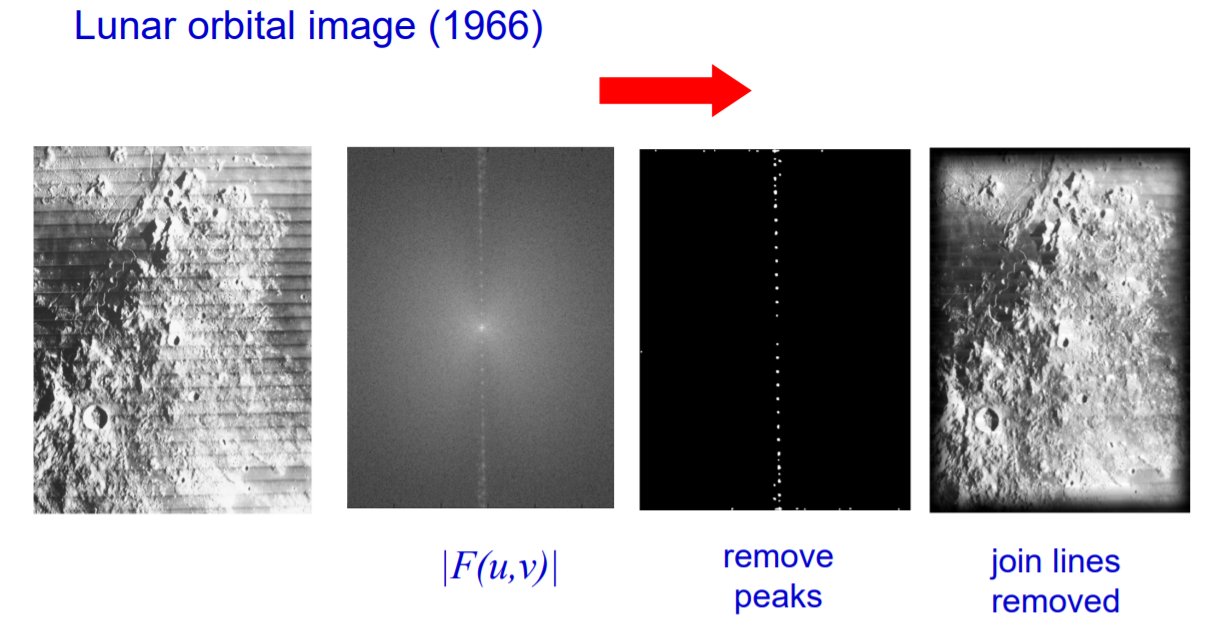 Lunar orbital image (1966)
|F(u,v)|
remove
peaks
join lines
removed